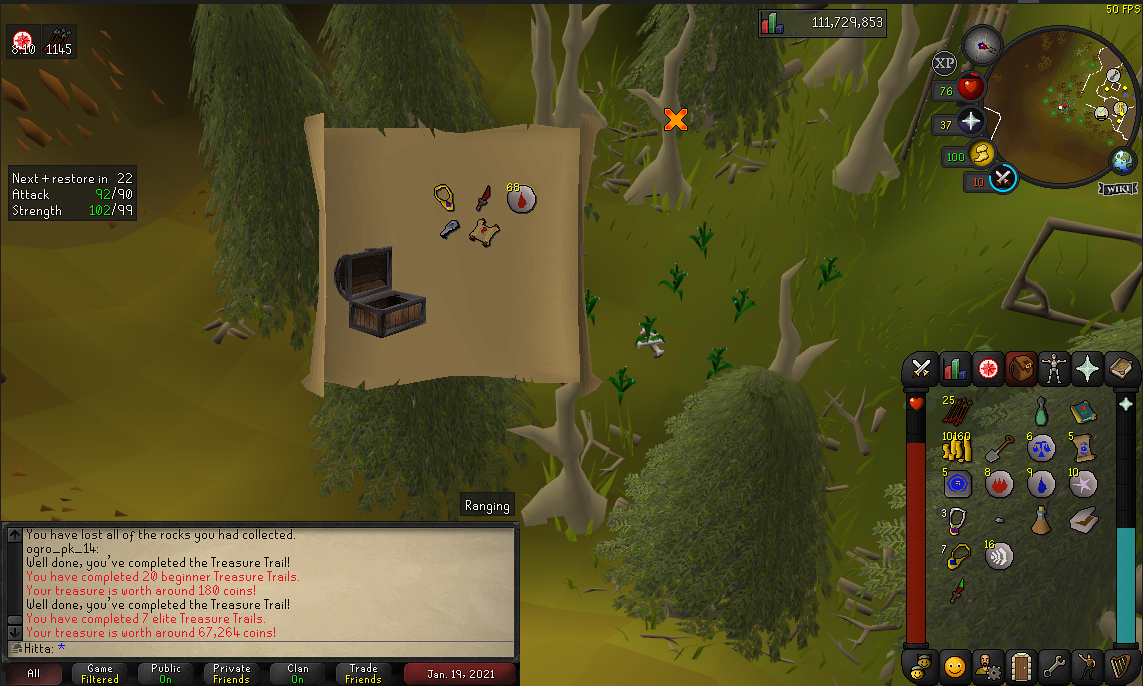 50 FPS
8:10 1145
111,729,853
XP
76
37
100
10
WIKI
Next + restore in 22
Attack 92/90
Strength 102/99
68
Ranging
25
10160 6 5
5 8 9 10
3
7 16
You have lost all of the rocks you had collected.
ogro_pk_14:
Well done, you've completed the Treasure Trail!
You have completed 20 beginner Treasure Trails.
Your treasure is worth around 180 coins!
Well done, you've completed the Treasure Trail!
You have completed 7 elite Treasure Trails.
Your treasure is worth around 67,264 coins!
Hitta: *
All
Game
Filtered
Public
On
Private
Friends
Clan
On
Trade
Friends
Jan. 19, 2021